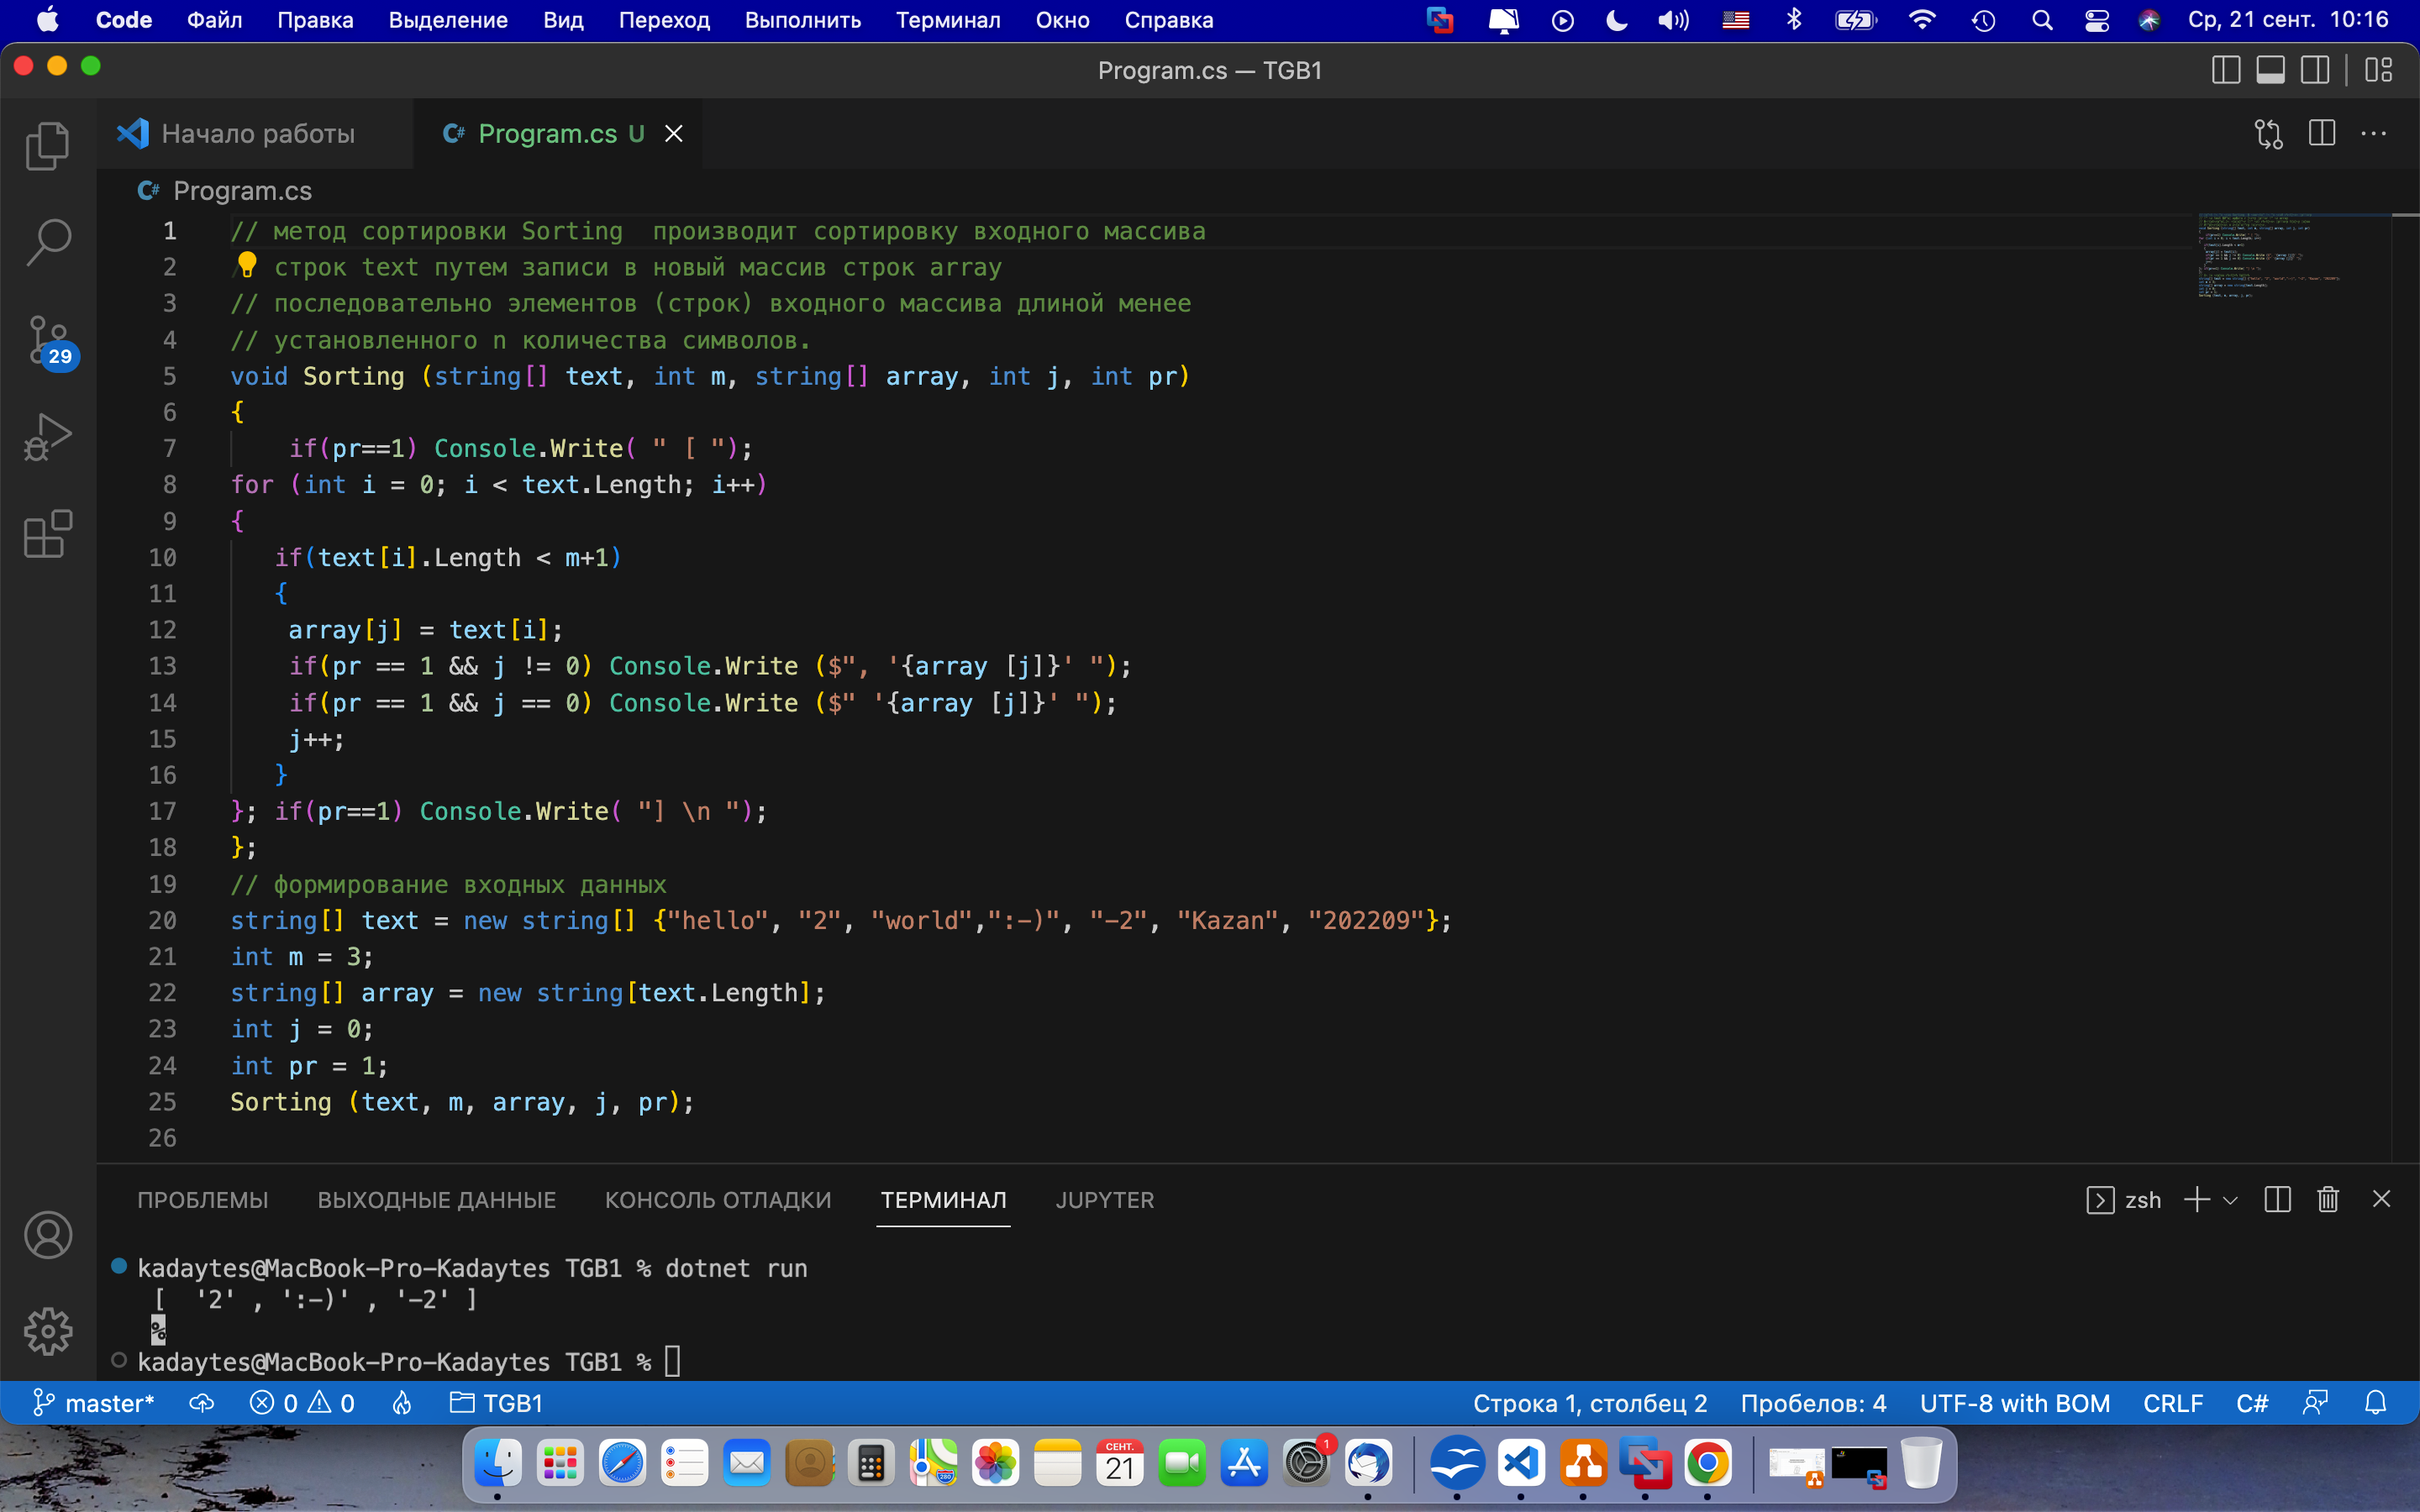 Code Файл Правка Выделение Вид Переход Выполнить Терминал Окно Справка Ср, 21 сент. 10:16
Program.cs — TGB1
Начало работы Program.cs U
Program.cs
1 // метод сортировки Sorting  производит сортировку входного массива
2 // строк text путем записи в новый массив строк array
3 // последовательно элементов (строк) входного массива длиной менее
4 // установленного n количества символов.
5 void Sorting (string[] text, int m, string[] array, int j, int pr)
6 {
7     if(pr==1) Console.Write( " [ ");
8 for (int i = 0; i < text.Length; i++)
9 {
10    if(text[i].Length < m+1)
11    {
12     array[j] = text[i];
13     if(pr == 1 && j != 0) Console.Write ($", '{array [j]}' ");
14     if(pr == 1 && j == 0) Console.Write ($" '{array [j]}' ");
15     j++;
16    }
17 }; if(pr==1) Console.Write( "] \n ");
18 };
19 // формирование входных данных
20 string[] text = new string[] {"hello", "2", "world",":-)", "-2", "Kazan", "202209"};
21 int m = 3;
22 string[] array = new string[text.Length];
23 int j = 0;
24 int pr = 1;
25 Sorting (text, m, array, j, pr);
26
29
ПРОБЛЕМЫ ВЫХОДНЫЕ ДАННЫЕ КОНСОЛЬ ОТЛАДКИ ТЕРМИНАЛ JUPYTER zsh
kadaytes@MacBook-Pro-Kadaytes TGB1 % dotnet run
[  '2' , ':-)' , '-2' ]
%
kadaytes@MacBook-Pro-Kadaytes TGB1 %
master* 0 0 TGB1 Строка 1, столбец 2 Пробелов: 4 UTF-8 with BOM CRLF C#
СЕНТ.
21
1
280